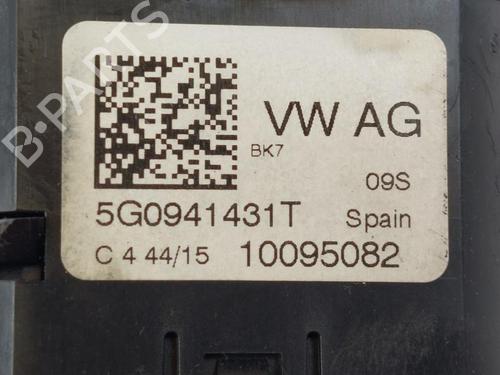 B-PARTS
VW AG
BK7
09S
5G0941431T Spain
C 4 44/15 10095082